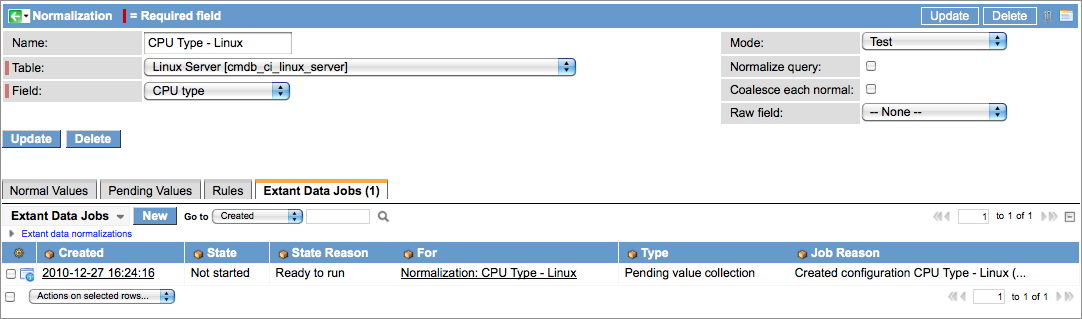 Normalization = Required field Update Delete
Name: CPU Type - Linux Mode: Test
Table: Linux Server [cmdb_ci_linux_server] Normalize query:
Field: CPU type Coalesce each normal:
Raw field: -- None --
Update Delete
Normal Values Pending Values Rules Extant Data Jobs (1)
Extant Data Jobs New Go to Created 1 to 1 of 1
Extant data normalizations
Created State State Reason For Type Job Reason
2010-12-27 16:24:16 Not started Ready to run Normalization: CPU Type - Linux Pending value collection Created configuration CPU Type - Linux (...
Actions on selected rows... 1 to 1 of 1